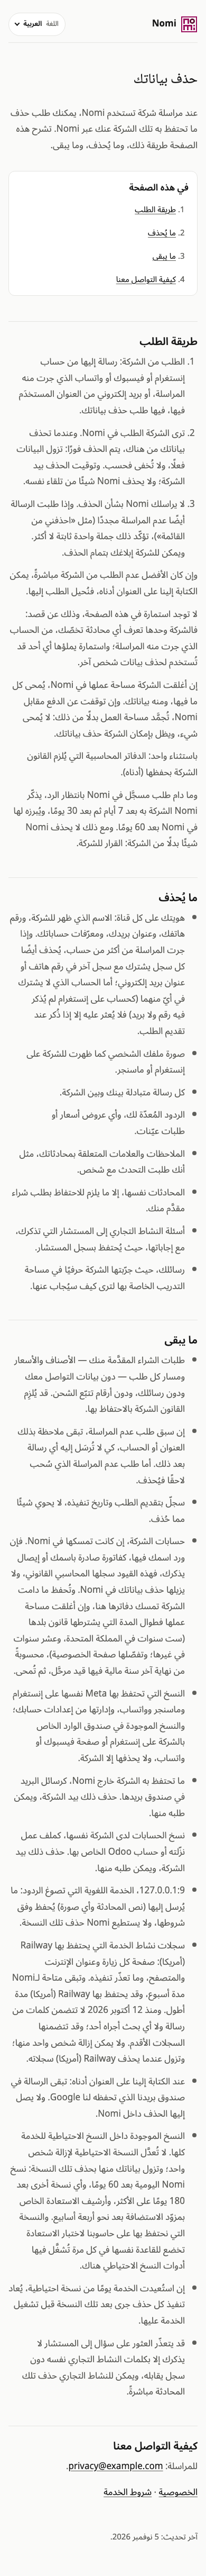 Nomi
اللغة العربية
حذف بياناتك
عند مراسلة شركة تستخدم Nomi، يمكنك طلب حذف
ما تحتفظ به تلك الشركة عنك عبر Nomi. تشرح هذه
الصفحة طريقة ذلك، وما يُحذف، وما يبقى.
في هذه الصفحة
1. طريقة الطلب
2. ما يُحذف
3. ما يبقى
4. كيفية التواصل معنا
طريقة الطلب
1. الطلب من الشركة: رسالة إليها من حساب
إنستغرام أو فيسبوك أو واتساب الذي جرت منه
المراسلة، أو بريد إلكتروني من العنوان المستخدَم
فيها، فيها طلب حذف بياناتك.
2. ترى الشركة الطلب في Nomi. وعندما تحذف
بياناتك من هناك، يتم الحذف فورًا: تزول البيانات
فعلًا، ولا تُخفى فحسب. وتوقيت الحذف بيد
الشركة؛ ولا يحذف Nomi شيئًا من تلقاء نفسه.
3. لا يراسلك Nomi بشأن الحذف. وإذا طلبت الرسالة
أيضًا عدم المراسلة مجددًا (مثل «احذفني من
القائمة»)، تؤكّد ذلك جملة واحدة ثابتة لا أكثر.
ويمكن للشركة إبلاغك بتمام الحذف.
وإن كان الأفضل عدم الطلب من الشركة مباشرةً، يمكن
الكتابة إلينا على العنوان أدناه، فنُحيل الطلب إليها.
لا توجد استمارة في هذه الصفحة، وذلك عن قصد:
فالشركة وحدها تعرف أي محادثة تخصّك، من الحساب
الذي جرت منه المراسلة؛ واستمارة يملؤها أي أحد قد
تُستخدم لحذف بيانات شخص آخر.
إن أغلقت الشركة مساحة عملها في Nomi، يُمحى كل
ما فيها، ومنه بياناتك. وإن توقفت عن الدفع مقابل
Nomi، تُجمَّد مساحة العمل بدلًا من ذلك: لا يُمحى
شيء، ويظل بإمكان الشركة حذف بياناتك.
باستثناء واحد: الدفاتر المحاسبية التي يُلزم القانون
الشركة بحفظها (أدناه).
وما دام طلب مسجَّل في Nomi بانتظار الرد، يذكّر
Nomi الشركة به بعد 7 أيام ثم بعد 30 يومًا، ويُبرزه لها
في Nomi بعد 60 يومًا. ومع ذلك لا يحذف Nomi
شيئًا بدلًا من الشركة: القرار للشركة.
ما يُحذف
• هويتك على كل قناة: الاسم الذي ظهر للشركة، ورقم
هاتفك، وعنوان بريدك، ومعرّفات حساباتك. وإذا
جرت المراسلة من أكثر من حساب، يُحذف أيضًا
كل سجل يشترك مع سجل آخر في رقم هاتف أو
عنوان بريد إلكتروني؛ أما الحساب الذي لا يشترك
في أيّ منهما (كحساب على إنستغرام لم يُذكر
فيه رقم ولا بريد) فلا يُعثر عليه إلا إذا ذُكر عند
تقديم الطلب.
• صورة ملفك الشخصي كما ظهرت للشركة على
إنستغرام أو ماسنجر.
• كل رسالة متبادلة بينك وبين الشركة.
• الردود المُعدّة لك، وأي عروض أسعار أو
طلبات عيّنات.
• الملاحظات والعلامات المتعلقة بمحادثاتك، مثل
أنك طلبت التحدث مع شخص.
• المحادثات نفسها، إلا ما يلزم للاحتفاظ بطلب شراء
مقدَّم منك.
• أسئلة النشاط التجاري إلى المستشار التي تذكرك،
مع إجاباتها، حيث يُحتفظ بسجل المستشار.
• رسائلك، حيث جرّبتها الشركة حرفيًا في مساحة
التدريب الخاصة بها لترى كيف سيُجاب عنها.
ما يبقى
• طلبات الشراء المقدَّمة منك — الأصناف والأسعار
ومسار كل طلب — دون بيانات التواصل معك
ودون رسائلك، ودون أرقام تتبّع الشحن. قد يُلزِم
القانون الشركة بالاحتفاظ بها.
• إن سبق طلب عدم المراسلة، تبقى ملاحظة بذلك
العنوان أو الحساب، لكي لا تُرسَل إليه أي رسالة
بعد ذلك. أما طلب عدم المراسلة الذي سُحب
لاحقًا فيُحذف.
• سجلّ بتقديم الطلب وتاريخ تنفيذه، لا يحوي شيئًا
مما حُذف.
• حسابات الشركة، إن كانت تمسكها في Nomi. فإن
ورد اسمك فيها، كفاتورة صادرة باسمك أو إيصال
يذكرك، فهذه القيود سجلها المحاسبي القانوني، ولا
يزيلها حذف بياناتك في Nomi. وتُحفظ ما دامت
الشركة تمسك دفاترها هنا، وإن أغلقت مساحة
عملها فطوال المدة التي يشترطها قانون بلدها
(ست سنوات في المملكة المتحدة، وعشر سنوات
في غيرها؛ وتفصّلها صفحة الخصوصية)، محسوبةً
من نهاية آخر سنة مالية فيها قيد مرحَّل، ثم تُمحى.
• النسخ التي تحتفظ بها Meta نفسها على إنستغرام
وماسنجر وواتساب، وإدارتها من إعدادات حسابك؛
والنسخ الموجودة في صندوق الوارد الخاص
بالشركة على إنستغرام أو صفحة فيسبوك أو
واتساب، ولا يحذفها إلا الشركة.
• ما تحتفظ به الشركة خارج Nomi، كرسائل البريد
في صندوق بريدها. حذف ذلك بيد الشركة، ويمكن
طلبه منها.
• نسخ الحسابات لدى الشركة نفسها، كملف عمل
نزّلته أو حساب Odoo الخاص بها. حذف ذلك بيد
الشركة، ويمكن طلبه منها.
• 127.0.0.1:9، الخدمة اللغوية التي تصوغ الردود: ما
يُرسل إليها (نص المحادثة وأي صورة) يُحفظ وفق
شروطها، ولا يستطيع Nomi حذف تلك النسخة.
• سجلات نشاط الخدمة التي يحتفظ بها Railway
(أمريكا): صفحة كل زيارة وعنوان الإنترنت
والمتصفح، وما تعذّر تنفيذه. وتبقى متاحة لـNomi
مدة أسبوع، وقد يحتفظ بها Railway (أمريكا) مدة
أطول. ومنذ 12 أكتوبر 2026 لا تتضمن كلمات من
رسالة ولا أي بحث أجراه أحد؛ وقد تتضمنها
السجلات الأقدم. ولا يمكن إزالة شخص واحد منها؛
وتزول عندما يحذف Railway (أمريكا) سجلاته.
• عند الكتابة إلينا على العنوان أدناه: تبقى الرسالة في
صندوق بريدنا الذي تحفظه لنا Google. ولا يصل
إليها الحذف داخل Nomi.
• النسخ الموجودة داخل النسخ الاحتياطية للخدمة
كلها. لا تُعدَّل النسخة الاحتياطية لإزالة شخص
واحد؛ وتزول بياناتك منها بحذف تلك النسخة: نسخ
Nomi اليومية بعد 60 يومًا، وأي نسخة أخرى بعد
180 يومًا على الأكثر، وأرشيف الاستعادة الخاص
بمزوّد الاستضافة بعد نحو أربعة أسابيع. والنسخة
التي نحتفظ بها على حاسوبنا لاختبار الاستعادة
تخضع للقاعدة نفسها في كل مرة تُشغَّل فيها
أدوات النسخ الاحتياطي هناك.
• إن استُعيدت الخدمة يومًا من نسخة احتياطية، يُعاد
تنفيذ كل حذف جرى بعد تلك النسخة قبل تشغيل
الخدمة عليها.
• قد يتعذّر العثور على سؤال إلى المستشار لا
يذكرك إلا بكلمات النشاط التجاري نفسه دون
سجل يقابله، ويمكن للنشاط التجاري حذف تلك
المحادثة مباشرةً.
كيفية التواصل معنا
للمراسلة: privacy@example.com.
الخصوصية · شروط الخدمة
آخر تحديث: 5 نوفمبر 2026.